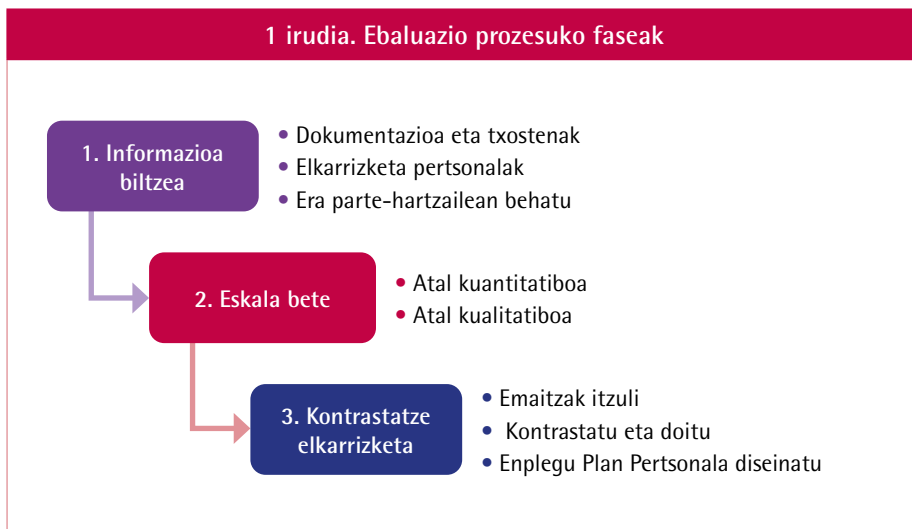 1 irudia. Ebaluazio prozesuko faseak
1. Informazioa
biltzea
• Dokumentazioa eta txostenak
• Elkarrizketa pertsonalak
• Era parte-hartzailean behatu
2. Eskala bete
• Atal kuantitatiboa
• Atal kualitatiboa
3. Kontrastatze
elkarrizketa
• Emaitzak itzuli
• Kontrastatu eta doitu
• Enplegu Plan Pertsonala diseinatu